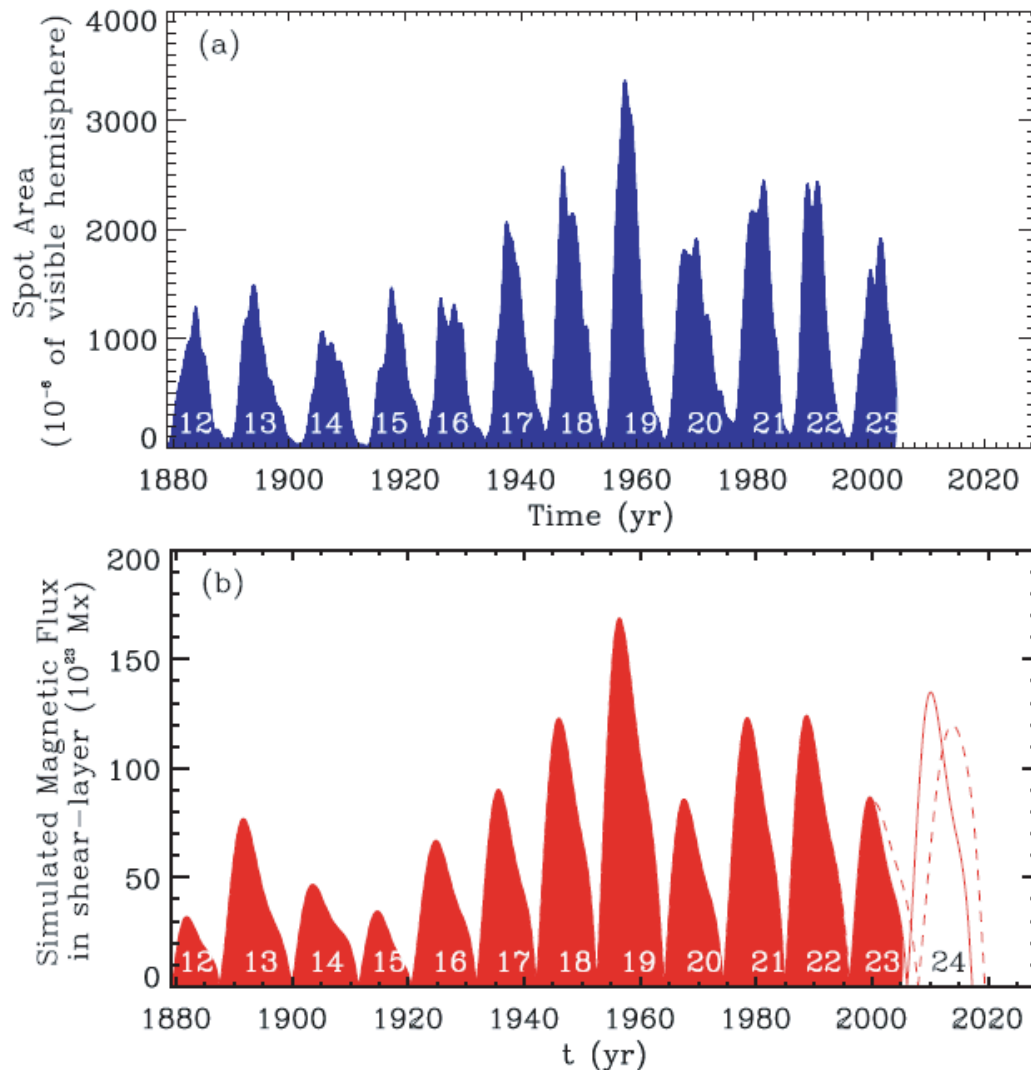 (a)
4000
3000
2000
1000
0
Spot Area
(10⁻⁶ of visible hemisphere)
12 13 14 15 16 17 18 19 20 21 22 23
1880 1900 1920 1940 1960 1980 2000 2020
Time (yr)
(b)
200
150
100
50
0
Simulated Magnetic Flux
in shear-layer (10²³ Mx)
12 13 14 15 16 17 18 19 20 21 22 23 24
1880 1900 1920 1940 1960 1980 2000 2020
t (yr)